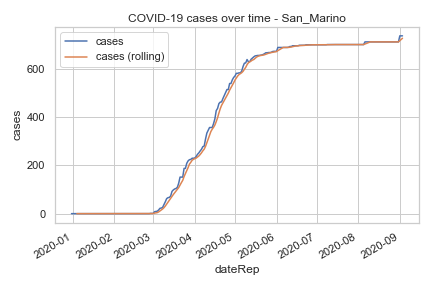 COVID-19 cases over time - San_Marino
cases
cases (rolling)
cases
600
400
200
0
2020-01
2020-02
2020-03
2020-04
2020-05
2020-06
2020-07
2020-08
2020-09
dateRep